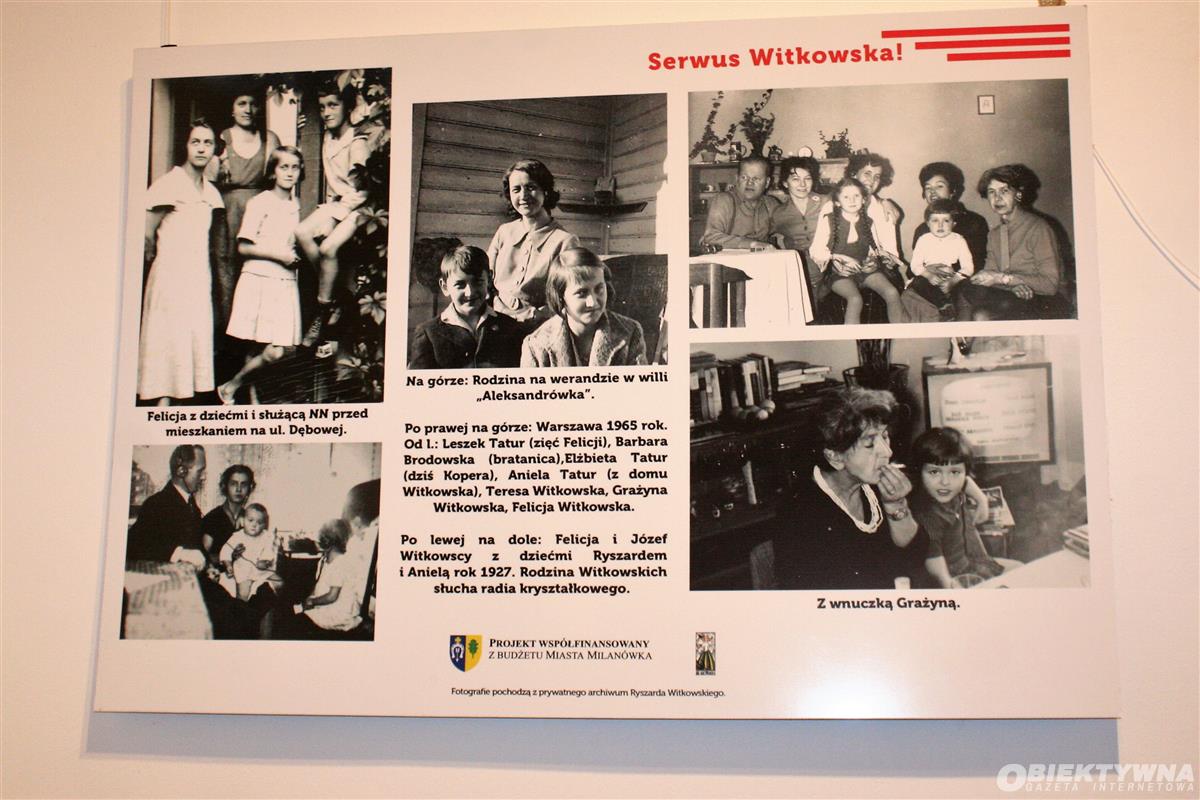 Serwus Witkowska!
Felicja z dziećmi i służącą NN przed
mieszkaniem na ul. Dębowej.
Na górze: Rodzina na werandzie w willi
„Aleksandrówka”.
Po prawej na górze: Warszawa 1965 rok.
Od l.: Leszek Tatur (zięć Felicji), Barbara
Brodowska (bratanica),Elżbieta Tatur
(dziś Kopera), Aniela Tatur (z domu
Witkowska), Teresa Witkowska, Grażyna
Witkowska, Felicja Witkowska.
Po lewej na dole: Felicja i Józef
Witkowscy z dziećmi Ryszardem
i Anielą rok 1927. Rodzina Witkowskich
słucha radia kryształkowego.
Z wnuczką Grażyną.
PROJEKT WSPÓŁFINANSOWANY
Z BUDŻETU MIASTA MILANÓWKA
Fotografie pochodzą z prywatnego archiwum Ryszarda Witkowskiego.
OBIEKTYWNA
GAZETA INTERNETOWA